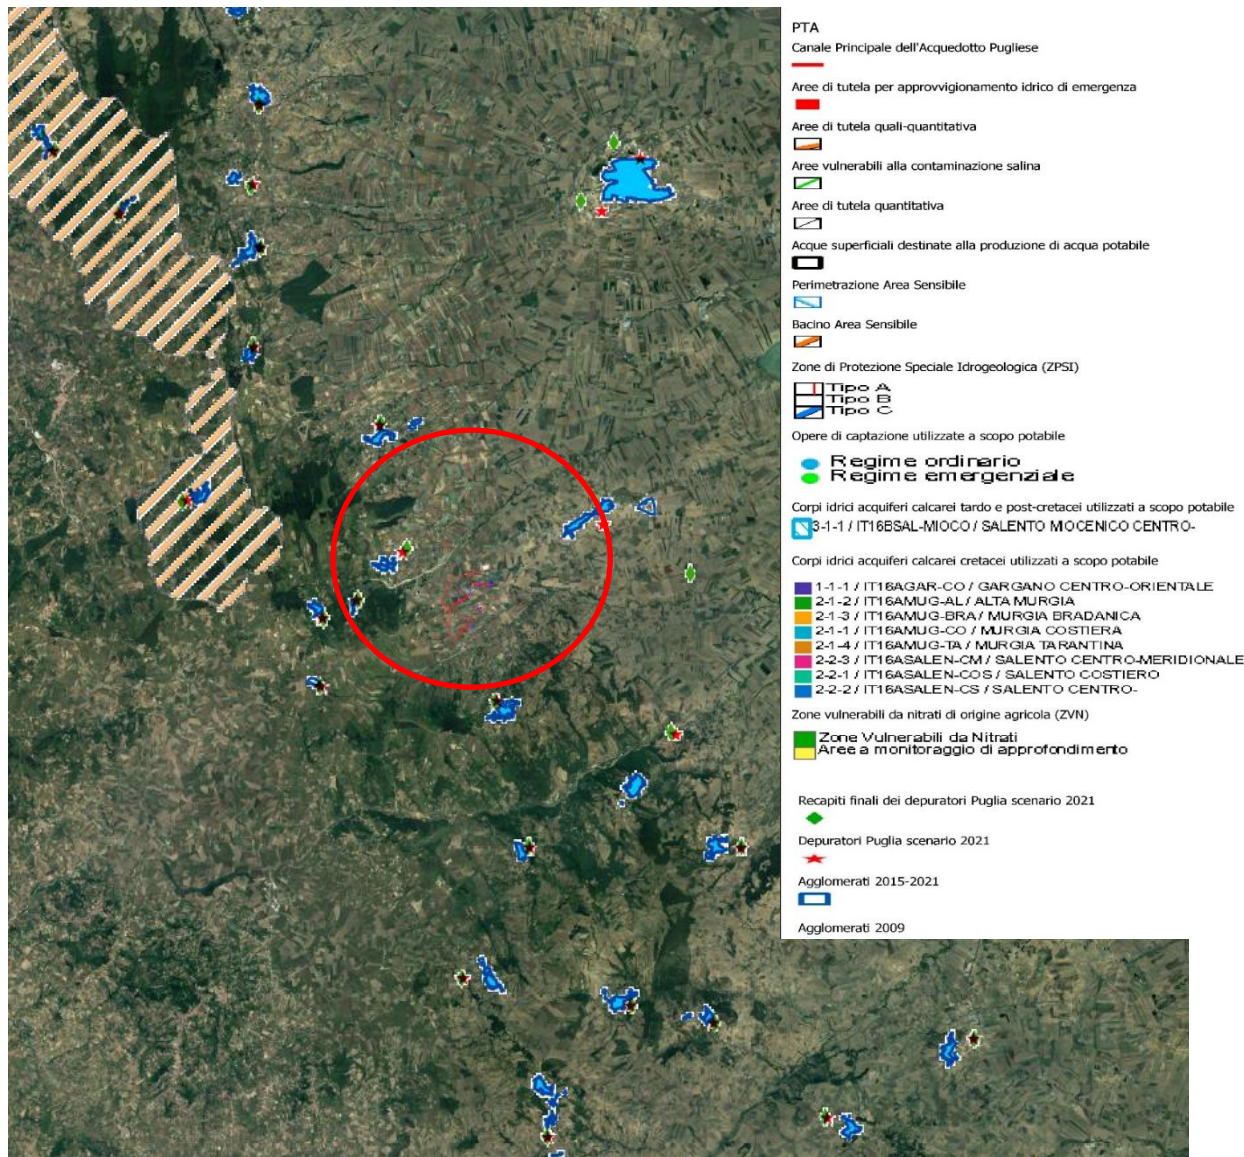 PTA
Canale Principale dell'Acquedotto Pugliese
Aree di tutela per approvvigionamento idrico di emergenza
Aree di tutela quali-quantitativa
Aree vulnerabili alla contaminazione salina
Aree di tutela quantitativa
Acque superficiali destinate alla produzione di acqua potabile
Perimetrazione Area Sensibile
Bacino Area Sensibile
Zone di Protezione Speciale Idrogeologica (ZPSI)
Tipo A
Tipo B
Tipo C
Opere di captazione utilizzate a scopo potabile
Regime ordinario
Regime emergenziale
Corpi idrici acquiferi calcarei tardo e post-cretacei utilizzati a scopo potabile
3-1-1 / IT16BSAL-MIOCO / SALENTO MIOCENICO CENTRO-
Corpi idrici acquiferi calcarei cretacei utilizzati a scopo potabile
1-1-1 / IT16AGAR-CO / GARGANO CENTRO-ORIENTALE
2-1-2 / IT16AMUG-AL / ALTA MURGIA
2-1-3 / IT16AMUG-BRA / MURGIA BRADANICA
2-1-1 / IT16AMUG-CO / MURGIA COSTIERA
2-1-4 / IT16AMUG-TA / MURGIA TARANTINA
2-2-3 / IT16ASALEN-CM / SALENTO CENTRO-MERIDIONALE
2-2-1 / IT16ASALEN-COS / SALENTO COSTIERO
2-2-2 / IT16ASALEN-CS / SALENTO CENTRO-
Zone vulnerabili da nitrati di origine agricola (ZVN)
Zone Vulnerabili da Nitrati
Aree a monitoraggio di approfondimento
Recapiti finali dei depuratori Puglia scenario 2021
Depuratori Puglia scenario 2021
Agglomerati 2015-2021
Agglomerati 2009